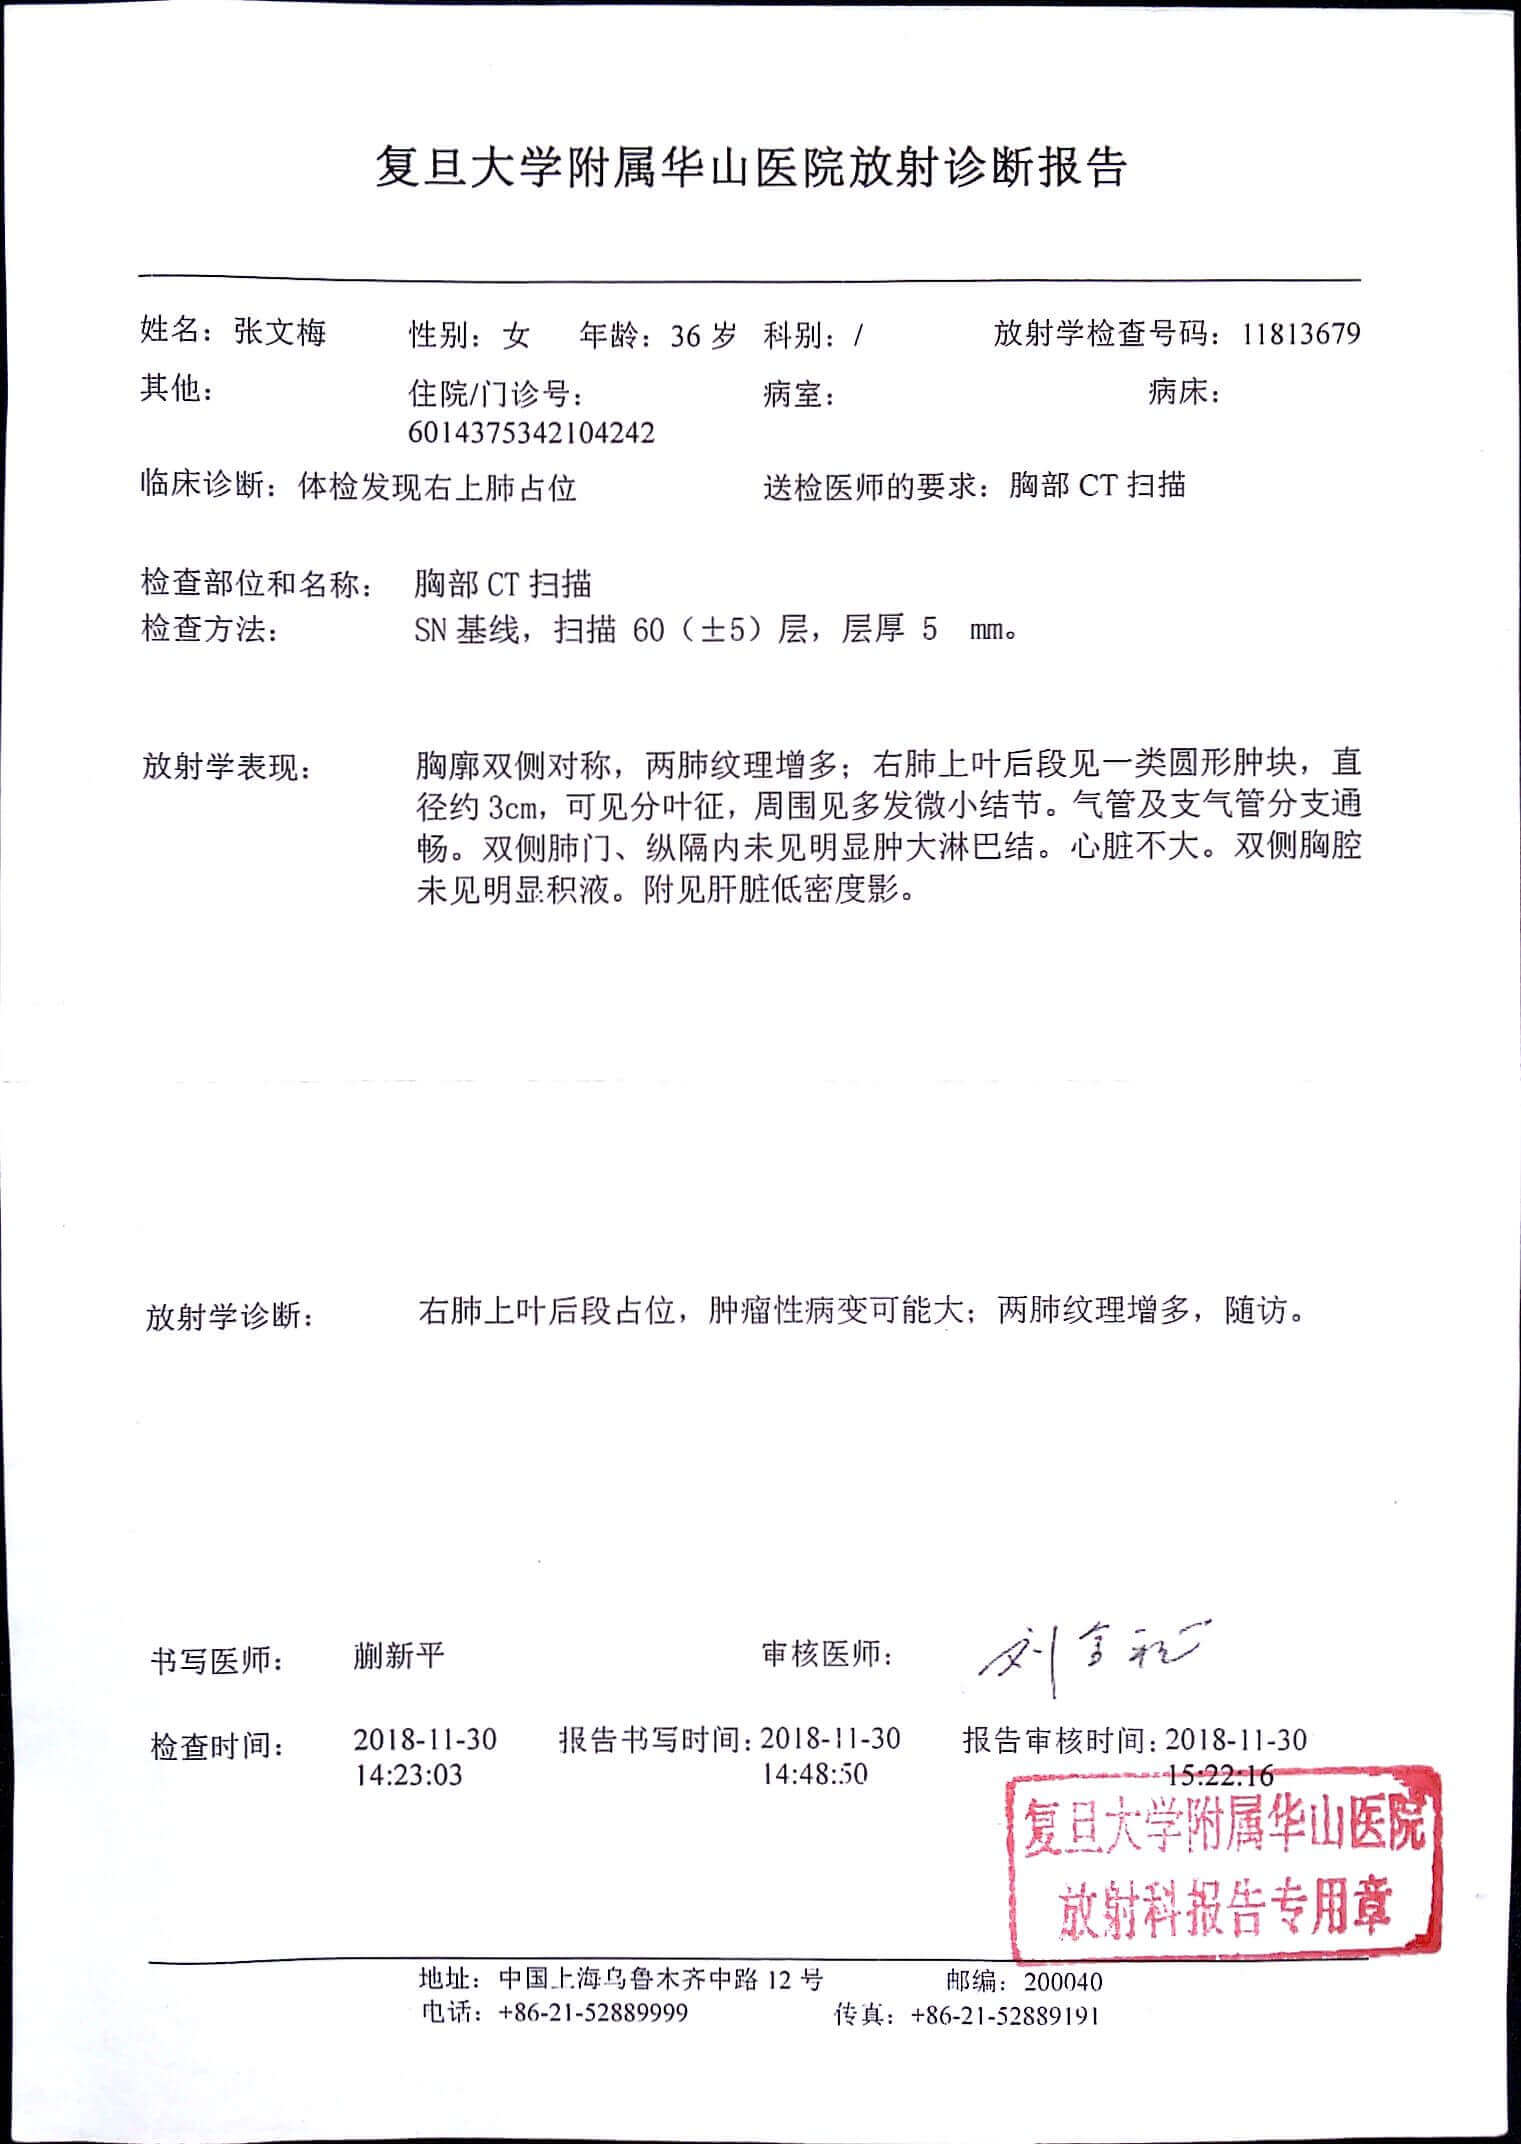 复旦大学附属华山医院放射诊断报告
姓名：张文梅 性别：女 年龄：36 岁 科别：/ 放射学检查号码：11813679
其他： 住院/门诊号： 病室： 病床：
6014375342104242
临床诊断：体检发现右上肺占位 送检医师的要求：胸部 CT 扫描
检查部位和名称： 胸部 CT 扫描
检查方法： SN 基线，扫描 60（±5）层，层厚 5 mm。
放射学表现： 胸廓双侧对称，两肺纹理增多；右肺上叶后段见一类圆形肿块，直
径约 3cm，可见分叶征，周围见多发微小结节。气管及支气管分支通
畅。双侧肺门、纵隔内未见明显肿大淋巴结。心脏不大。双侧胸腔
未见明显积液。附见肝脏低密度影。
放射学诊断： 右肺上叶后段占位，肿瘤性病变可能大；两肺纹理增多，随访。
书写医师： 蒯新平 审核医师： 刘
检查时间： 2018-11-30 报告书写时间：2018-11-30 报告审核时间：2018-11-30
14:23:03 14:48:50 15:22:16
复旦大学附属华山医院
放射科报告专用章
地址：中国上海乌鲁木齐中路 12 号 邮编：200040
电话：+86-21-52889999 传真：+86-21-52889191